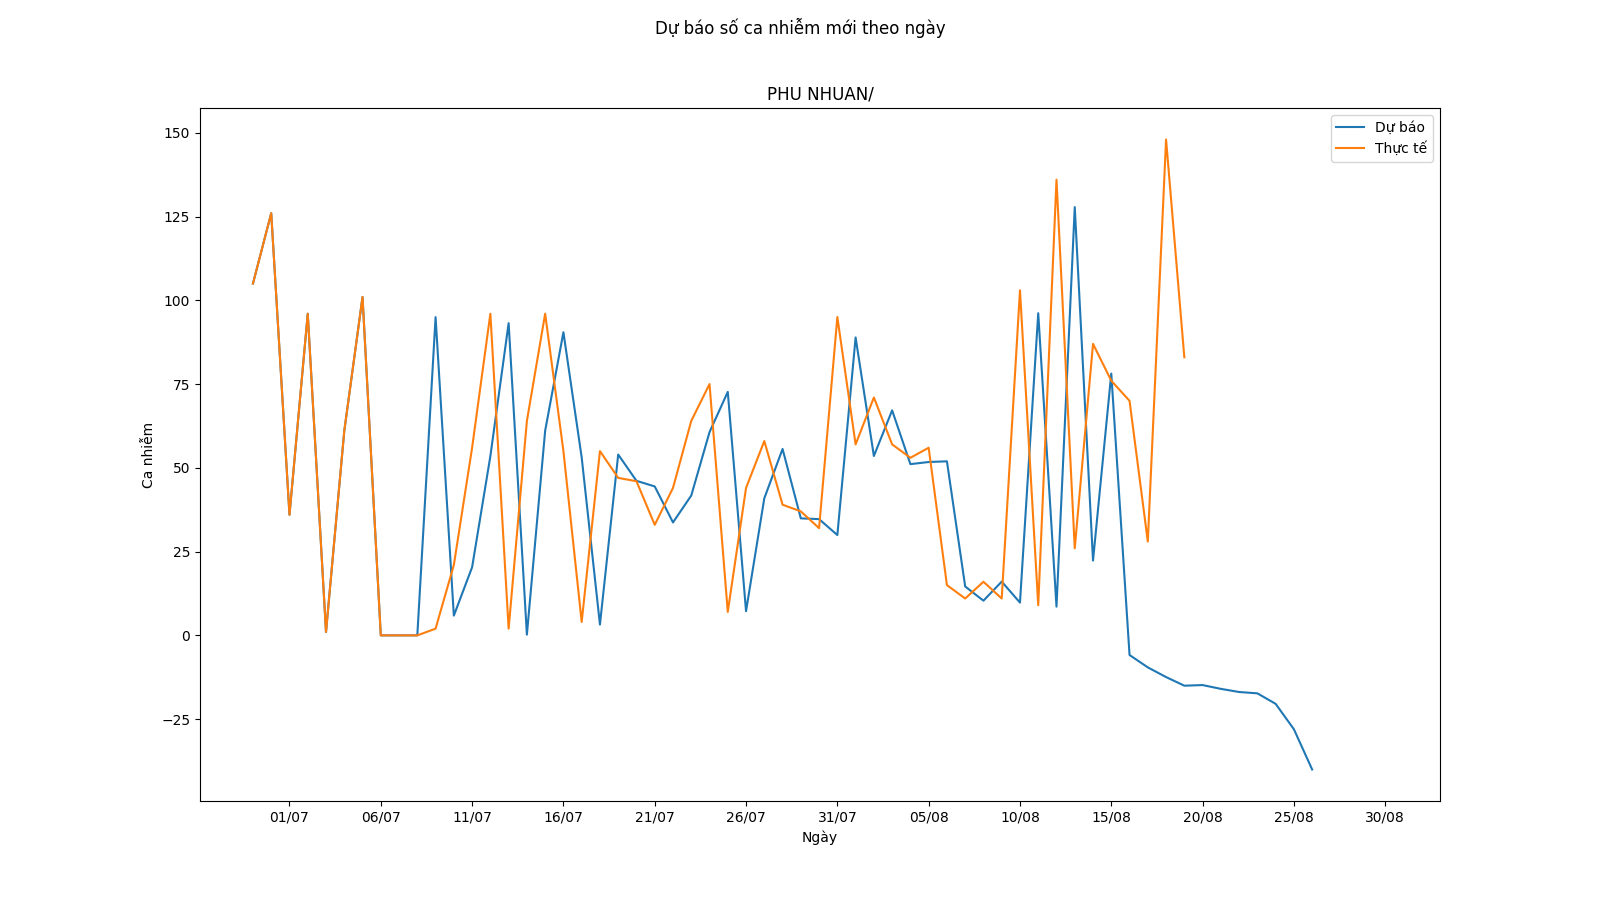 Dự báo số ca nhiễm mới theo ngày
PHU NHUAN/
Dự báo
Thực tế
150
125
100
75
50
25
0
−25
Ca nhiễm
01/07 06/07 11/07 16/07 21/07 26/07 31/07 05/08 10/08 15/08 20/08 25/08 30/08
Ngày